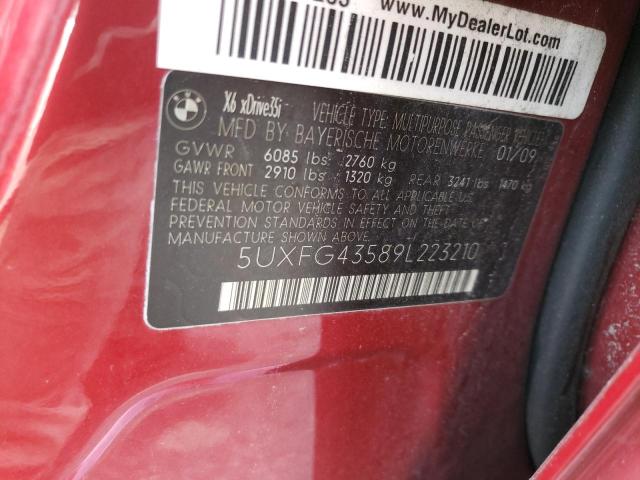 www.MyDealerLot.com
BMW
X6 xDrive35i VEHICLE TYPE: MULTIPURPOSE PASSENGER VEHICLE
MFD BY: BAYERISCHE MOTORENWERKE 01/09
GVWR 6085 lbs 2760 kg
GAWR FRONT 2910 lbs 1320 kg REAR 3241 lbs 1470 kg
THIS VEHICLE CONFORMS TO ALL APPLICABLE U.S.
FEDERAL MOTOR VEHICLE SAFETY AND THEFT
PREVENTION STANDARDS IN EFFECT ON THE DATE OF
MANUFACTURE SHOWN ABOVE.
5UXFG43589L223210